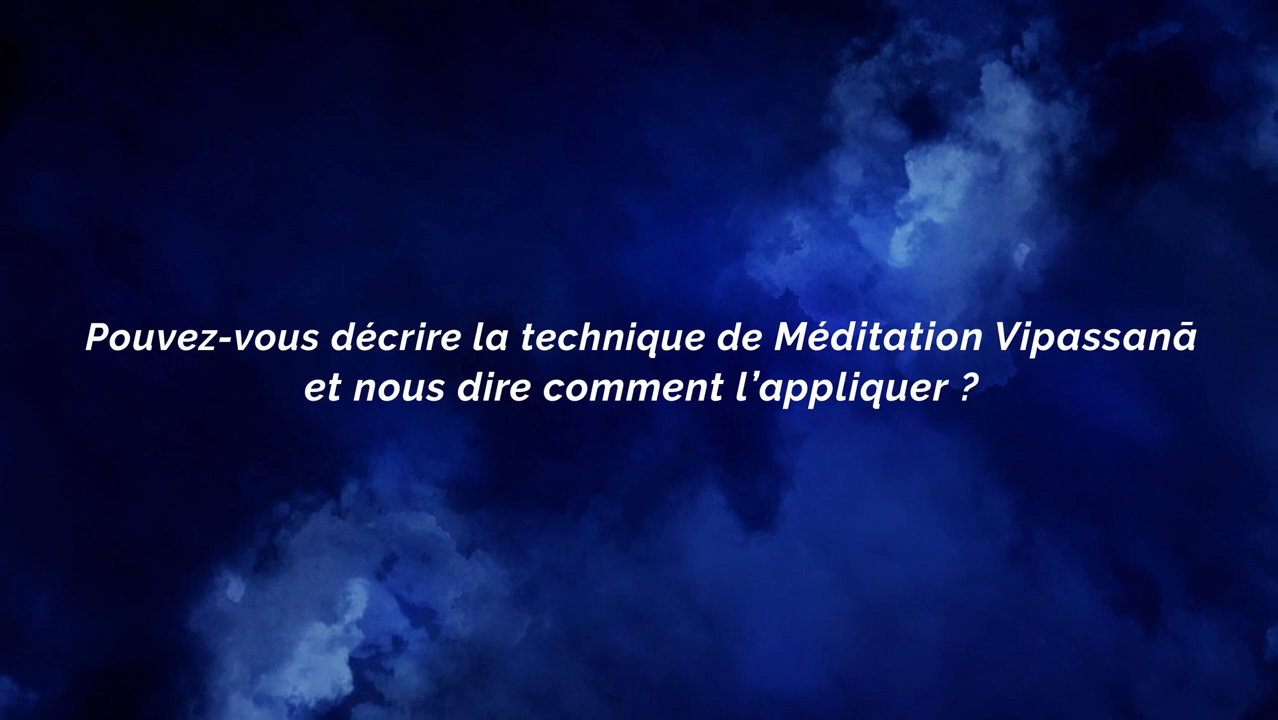 Pouvez-vous décrire la technique de Méditation Vipassanā
et nous dire comment l’appliquer ?